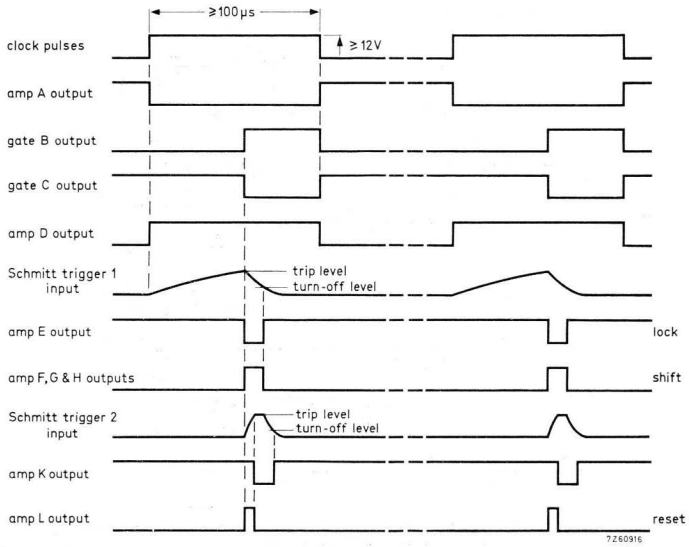 ≥100μs
clock pulses
≥12V
amp A output
gate B output
gate C output
amp D output
Schmitt trigger 1
input
trip level
turn-off level
amp E output
lock
amp F,G & H outputs
shift
Schmitt trigger 2
input
trip level
turn-off level
amp K output
amp L output
reset
7Z60916